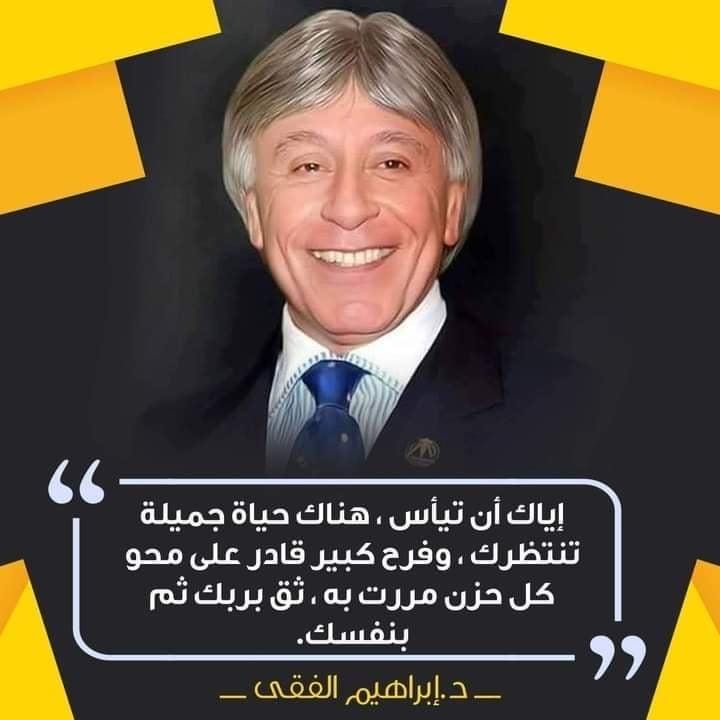 إياك أن تيأس ، هناك حياة جميلة
تنتظرك ، وفرح كبير قادر على محو
كل حزن مررت به ، ثق بربك ثم
بنفسك.
_ د.إبراهيم الفقى _